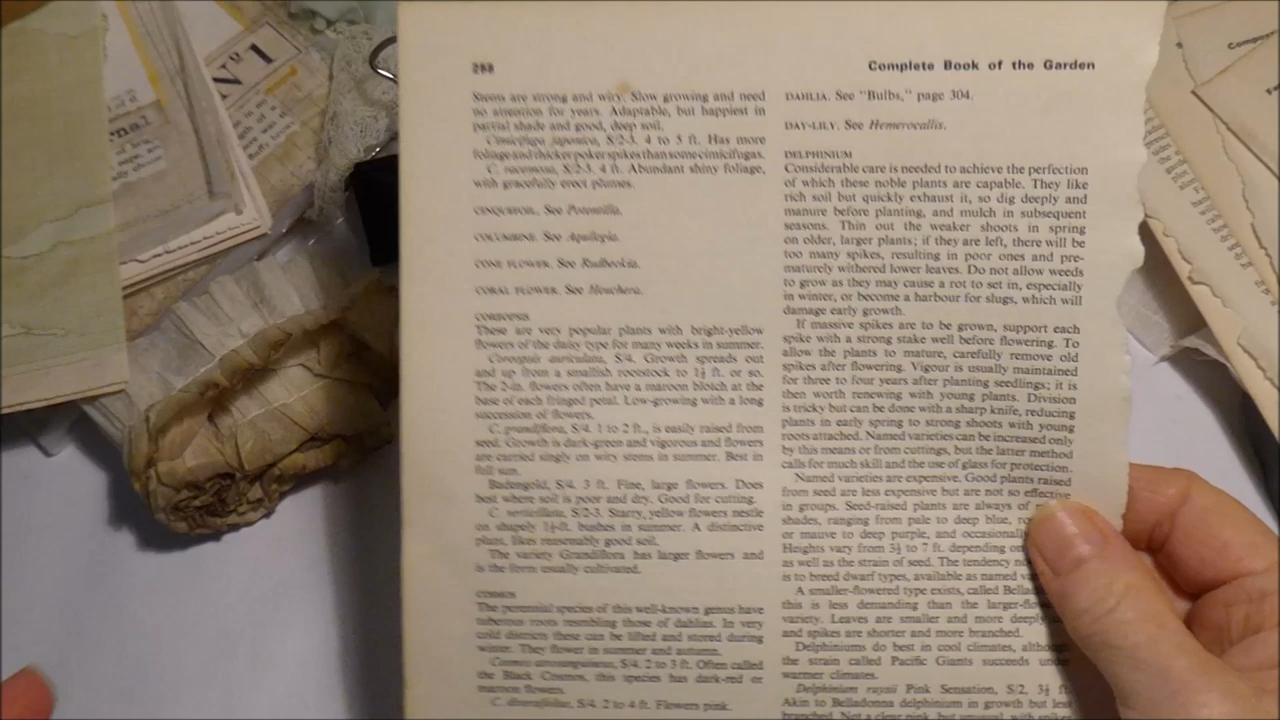 No 1
rnal
288
Complete Book of the Garden
Stems are strong and wiry. Slow growing and need
no attention for years. Adaptable, but happiest in
partial shade and good, deep soil.
Cimicifuga japonica, S/2-3. 4 to 5 ft. Has more
foliage and thicker poker spikes than some cimicifugas.
C. racemosa, S/2-3. 4 ft. Abundant shiny foliage,
with gracefully erect plumes.
CINQUEFOIL. See Potentilla.
COLUMBINE. See Aquilegia.
CONE FLOWER. See Rudbeckia.
CORAL FLOWER. See Heuchera.
COREOPSIS
These are very popular plants with bright-yellow
flowers of the daisy type for many weeks in summer.
Coreopsis auriculata, S/4. Growth spreads out
and up from a smallish rootstock to 1½ ft. or so.
The 2-in. flowers often have a maroon blotch at the
base of each fringed petal. Low-growing with a long
succession of flowers.
C. grandiflora, S/4. 1 to 2 ft., is easily raised from
seed. Growth is dark-green and vigorous and flowers
are carried singly on wiry stems in summer. Best in
full sun.
Badengold, S/4. 3 ft. Fine, large flowers. Does
best where soil is poor and dry. Good for cutting.
C. verticillata, S/2-3. Starry, yellow flowers nestle
on shapely 1½-ft. bushes in summer. A distinctive
plant, likes reasonably good soil.
The variety Grandiflora has larger flowers and
is the form usually cultivated.
COSMOS
The perennial species of this well-known genus have
tuberous roots resembling those of dahlias. In very
cold districts these can be lifted and stored during
winter. They flower in summer and autumn.
Cosmos atrosanguineus, S/4. 2 to 3 ft. Often called
the Black Cosmos, this species has dark-red or
maroon flowers.
C. diversifolius, S/4. 2 to 4 ft. Flowers pink.
DAHLIA. See "Bulbs," page 304.
DAY-LILY. See Hemerocallis.
DELPHINIUM
Considerable care is needed to achieve the perfection
of which these noble plants are capable. They like
rich soil but quickly exhaust it, so dig deeply and
manure before planting, and mulch in subsequent
seasons. Thin out the weaker shoots in spring
on older, larger plants; if they are left, there will be
too many spikes, resulting in poor ones and pre-
maturely withered lower leaves. Do not allow weeds
to grow as they may cause a rot to set in, especially
in winter, or become a harbour for slugs, which will
damage early growth.
If massive spikes are to be grown, support each
spike with a strong stake well before flowering. To
allow the plants to mature, carefully remove old
spikes after flowering. Vigour is usually maintained
for three to four years after planting seedlings; it is
then worth renewing with young plants. Division
is tricky but can be done with a sharp knife, reducing
plants in early spring to strong shoots with young
roots attached. Named varieties can be increased only
by this means or from cuttings, but the latter method
calls for much skill and the use of glass for protection.
Named varieties are expensive. Good plants raised
from seed are less expensive but are not so effective
in groups. Seed-raised plants are always of
shades, ranging from pale to deep blue,
or mauve to deep purple, and occasionally
Heights vary from 3½ to 7 ft. depending on
as well as the strain of seed. The tendency
is to breed dwarf types, available as named
A smaller-flowered type exists, called
this is less demanding than the
variety. Leaves are smaller and more deeply
and spikes are shorter and more branched.
Delphiniums do best in cool climates, although
the strain called Pacific Giants succeeds under
warmer climates.
Delphinium ruysii Pink Sensation, S/2, 3½ ft.
Akin to Belladonna delphinium in growth but less
branched. Not a clear pink, but unusual, with spikes